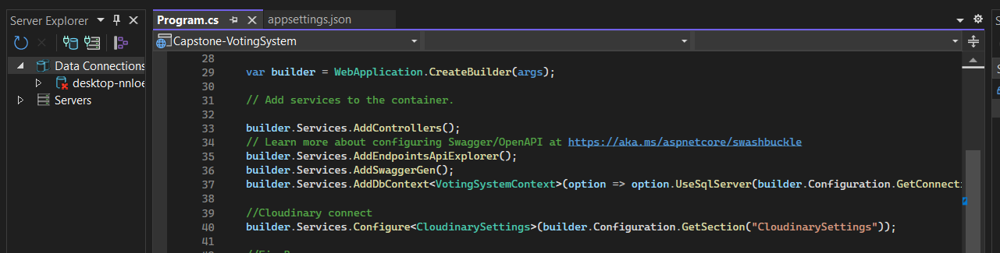 Server Explorer
Data Connections
desktop-nnloe
Servers
Program.cs
appsettings.json
Capstone-VotingSystem
28
29 var builder = WebApplication.CreateBuilder(args);
30
31 // Add services to the container.
32
33 builder.Services.AddControllers();
34 // Learn more about configuring Swagger/OpenAPI at https://aka.ms/aspnetcore/swashbuckle
35 builder.Services.AddEndpointsApiExplorer();
36 builder.Services.AddSwaggerGen();
37 builder.Services.AddDbContext<VotingSystemContext>(option => option.UseSqlServer(builder.Configuration.GetConnecti
38
39 //Cloudinary connect
40 builder.Services.Configure<CloudinarySettings>(builder.Configuration.GetSection("CloudinarySettings"));
41